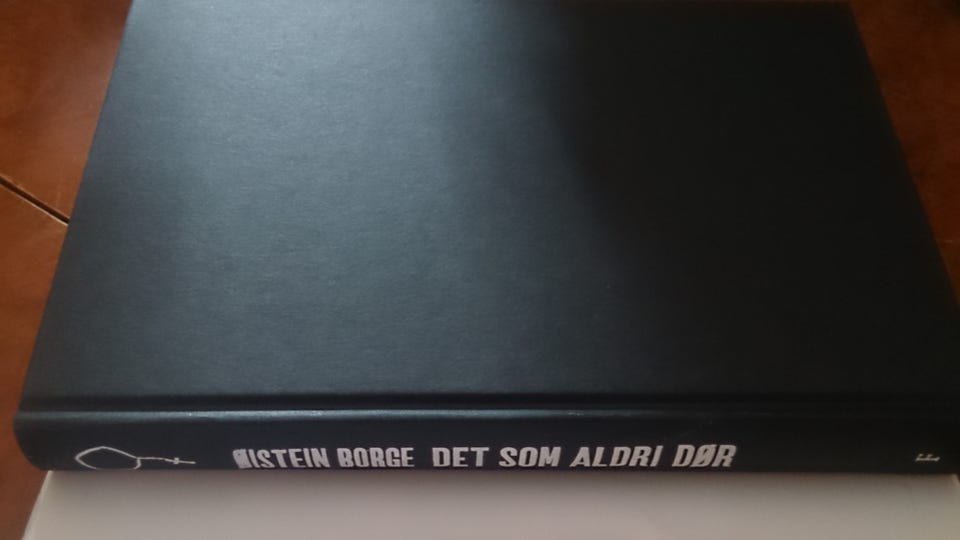 ØISTEIN BORGE DET SOM ALDRI DØR